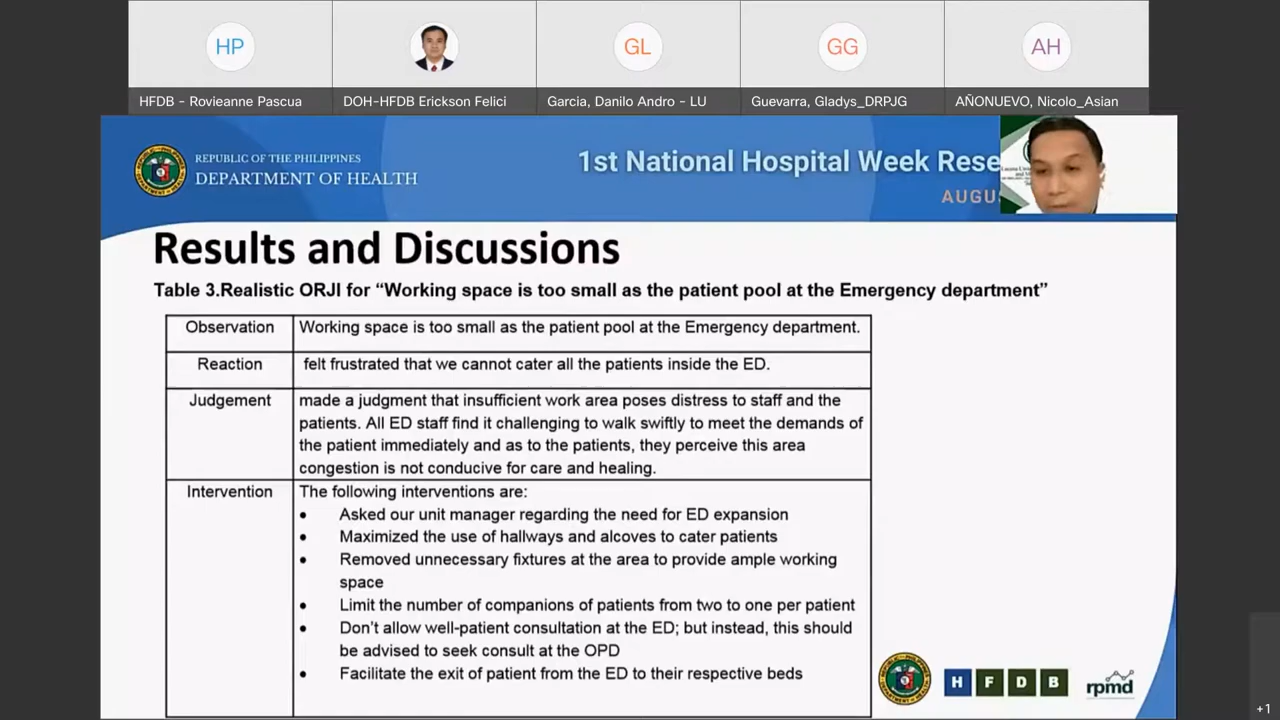 HP
GL
GG
AH
HFDB - Rovieanne Pascua
DOH-HFDB Erickson Felici
Garcia, Danilo Andro - LU
Guevarra, Gladys_DRPJG
AÑONUEVO, Nicolo_Asian
REPUBLIC OF THE PHILIPPINES
DEPARTMENT OF HEALTH
1st National Hospital Week Rese
AUGU
Results and Discussions
Table 3.Realistic ORJI for “Working space is too small as the patient pool at the Emergency department”
Observation
Working space is too small as the patient pool at the Emergency department.
Reaction
felt frustrated that we cannot cater all the patients inside the ED.
Judgement
made a judgment that insufficient work area poses distress to staff and the
patients. All ED staff find it challenging to walk swiftly to meet the demands of
the patient immediately and as to the patients, they perceive this area
congestion is not conducive for care and healing.
Intervention
The following interventions are:
• Asked our unit manager regarding the need for ED expansion
• Maximized the use of hallways and alcoves to cater patients
• Removed unnecessary fixtures at the area to provide ample working
space
• Limit the number of companions of patients from two to one per patient
• Don’t allow well-patient consultation at the ED; but instead, this should
be advised to seek consult at the OPD
• Facilitate the exit of patient from the ED to their respective beds
H F D B
rpmd
+1